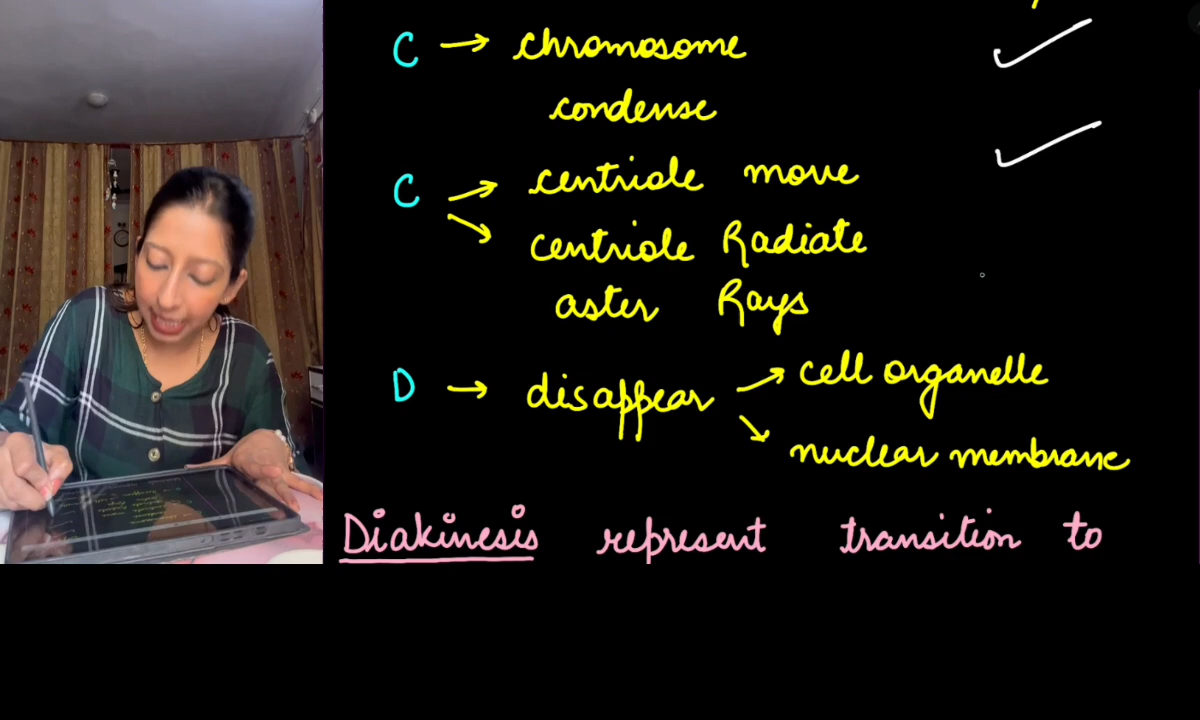 C → chromosome
condense
C → centriole move
→ centriole Radiate
aster Rays
D → disappear → cell organelle
→ nuclear membrane
Diakinesis represent transition to